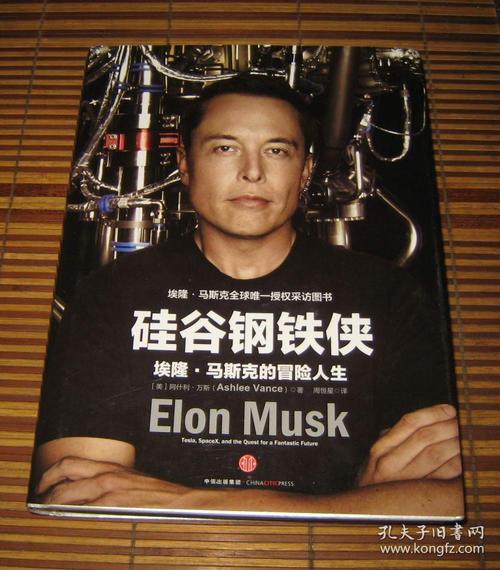 埃隆·马斯克全球唯一授权采访图书
硅谷钢铁侠
埃隆·马斯克的冒险人生
[美] 阿什利·万斯（Ashlee Vance）◎著 周恒星◎译
Elon Musk
Tesla, SpaceX, and the Quest for a Fantastic Future
中信出版集团·CHINACITICPRESS
孔夫子旧书网
www.kongfz.com